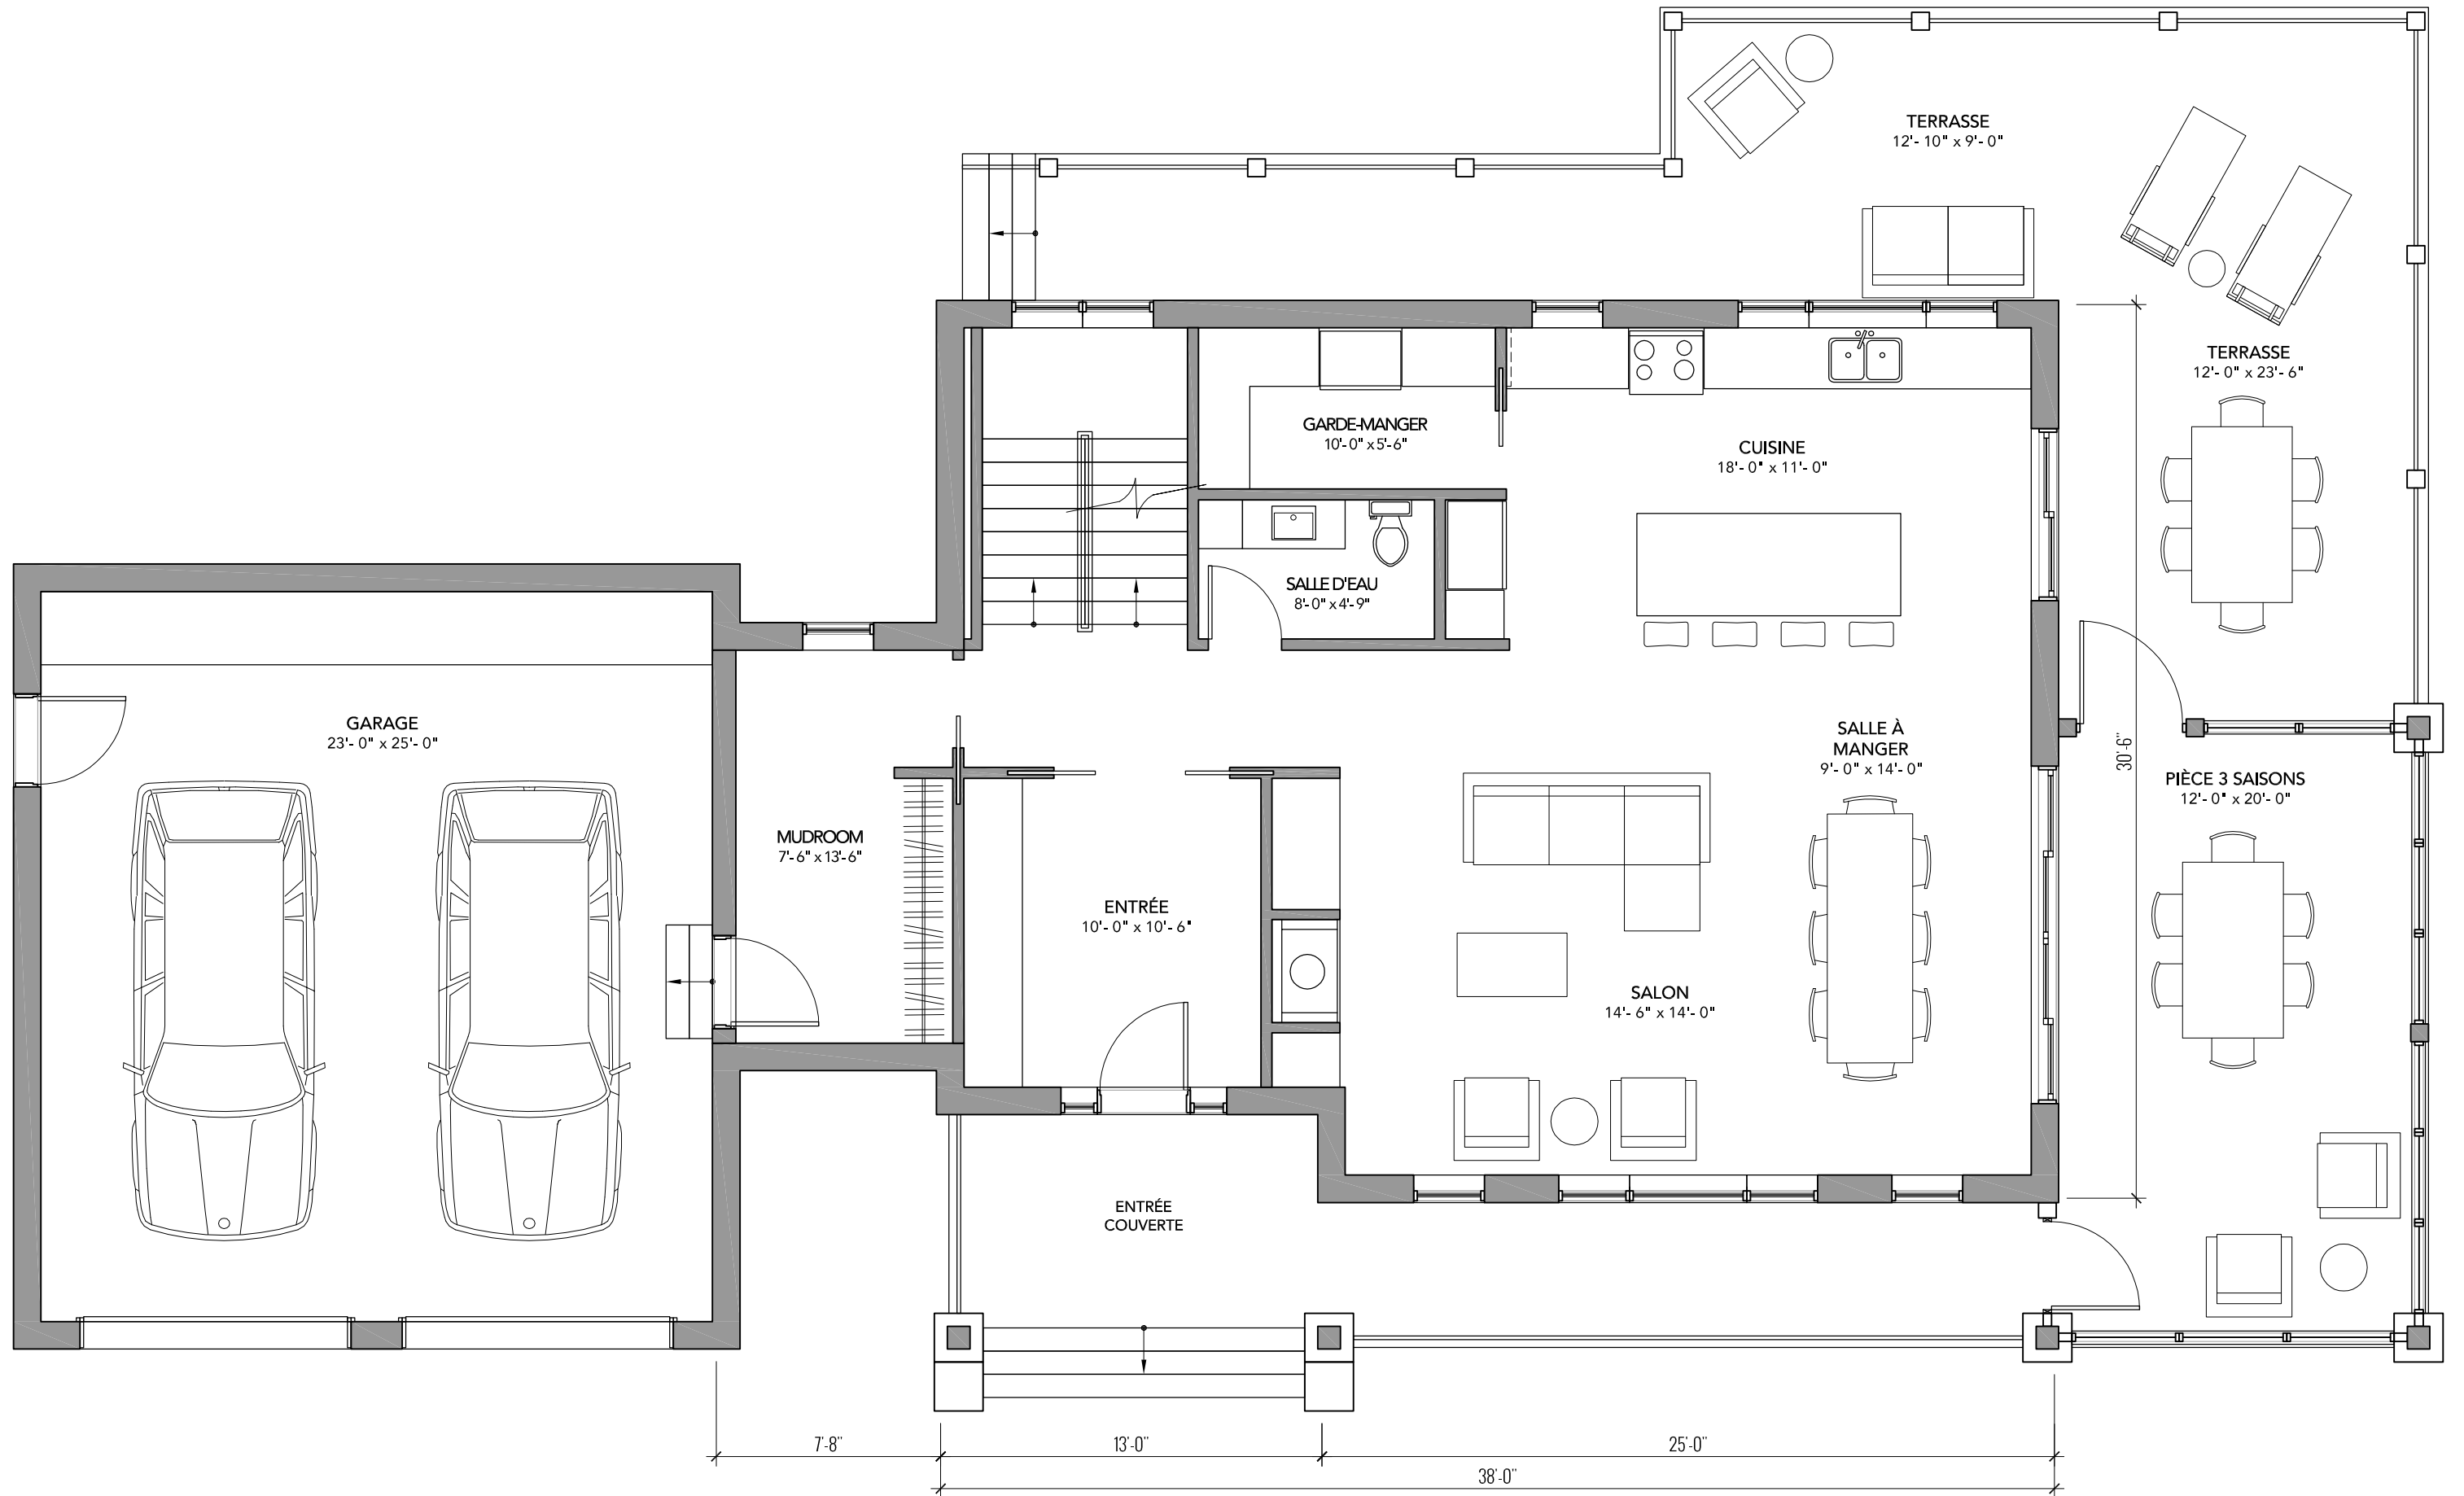 TERRASSE
12'- 10" x 9'- 0"
TERRASSE
12'- 0" x 23'- 6"
GARDE-MANGER
10'- 0" x 5'- 6"
CUISINE
18'- 0" x 11'- 0"
SALLE D'EAU
8'- 0" x 4'- 9"
GARAGE
23'- 0" x 25'- 0"
SALLE À
MANGER
9'- 0" x 14'- 0"
30'-6"
PIÈCE 3 SAISONS
12'- 0" x 20'- 0"
MUDROOM
7'- 6" x 13'- 6"
ENTRÉE
10'- 0" x 10'- 6"
SALON
14'- 6" x 14'- 0"
ENTRÉE
COUVERTE
7'-8"
13'-0"
25'-0"
38'-0"